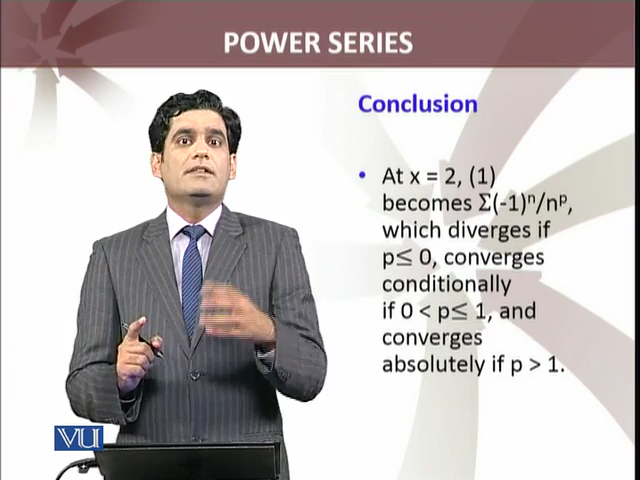 POWER SERIES
Conclusion
• At x = 2, (1)
becomes Σ(-1)ⁿ/nᵖ,
which diverges if
p≤ 0, converges
conditionally
if 0 < p≤ 1, and
converges
absolutely if p > 1.
VU